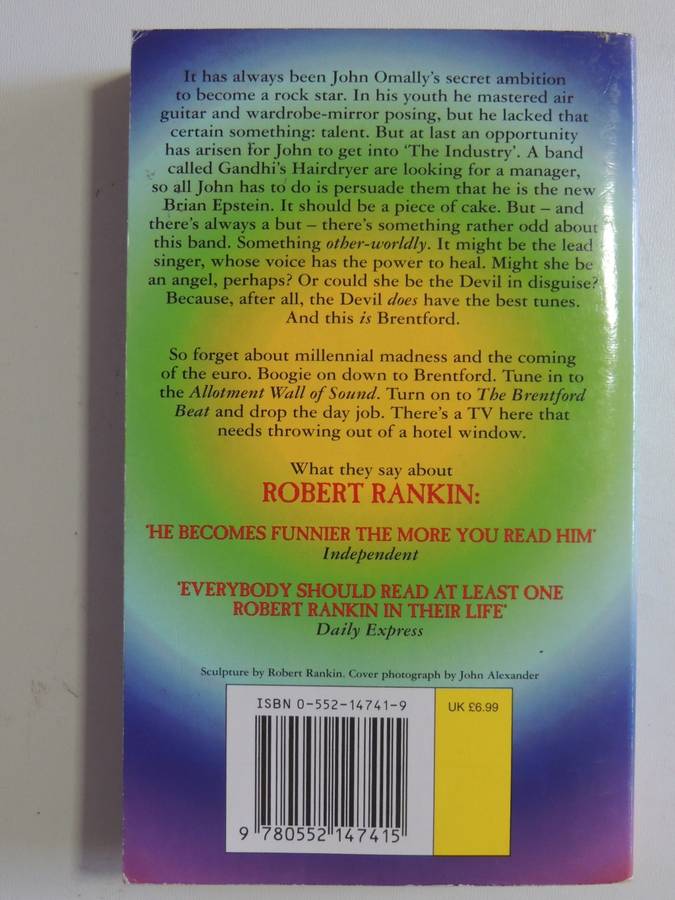 It has always been John Omally's secret ambition
to become a rock star. In his youth he mastered air
guitar and wardrobe-mirror posing, but he lacked that
certain something: talent. But at last an opportunity
has arisen for John to get into 'The Industry'. A band
called Gandhi's Hairdryer are looking for a manager,
so all John has to do is persuade them that he is the new
Brian Epstein. It should be a piece of cake. But – and
there's always a but – there's something rather odd about
this band. Something other-worldly. It might be the lead
singer, whose voice has the power to heal. Might she be
an angel, perhaps? Or could she be the Devil in disguise?
Because, after all, the Devil does have the best tunes.
And this is Brentford.
So forget about millennial madness and the coming
of the euro. Boogie on down to Brentford. Tune in to
the Allotment Wall of Sound. Turn on to The Brentford
Beat and drop the day job. There's a TV here that
needs throwing out of a hotel window.
What they say about
ROBERT RANKIN:
'HE BECOMES FUNNIER THE MORE YOU READ HIM'
Independent
'EVERYBODY SHOULD READ AT LEAST ONE
ROBERT RANKIN IN THEIR LIFE'
Daily Express
Sculpture by Robert Rankin. Cover photograph by John Alexander
ISBN 0-552-14741-9
UK £6.99
9 780552 147415